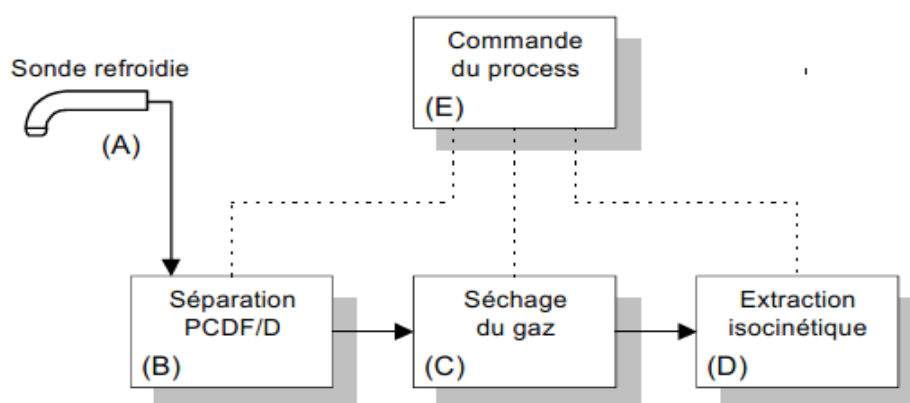 Commande
du process
(E)
Sonde refroidie
(A)
Séparation
PCDF/D
(B)
Séchage
du gaz
(C)
Extraction
isocinétique
(D)